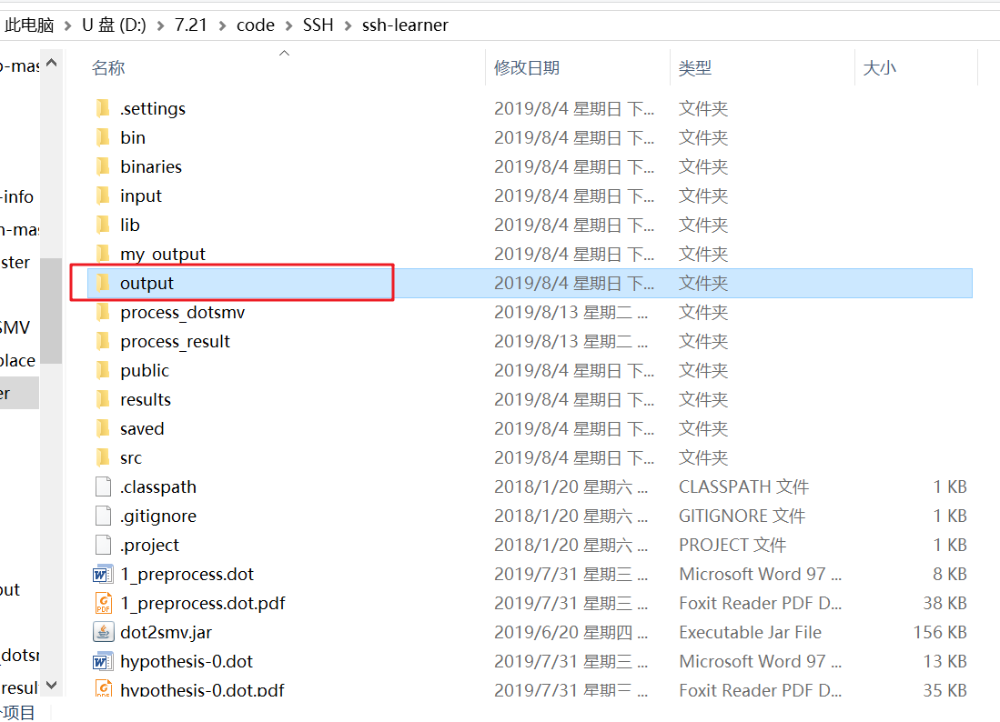 此电脑 > U 盘 (D:) > 7.21 > code > SSH > ssh-learner
名称 修改日期 类型 大小
.settings 2019/8/4 星期日 下... 文件夹
bin 2019/8/4 星期日 下... 文件夹
binaries 2019/8/4 星期日 下... 文件夹
input 2019/8/4 星期日 下... 文件夹
lib 2019/8/4 星期日 下... 文件夹
my_output 2019/8/4 星期日 下... 文件夹
output 2019/8/4 星期日 下... 文件夹
process_dotsmv 2019/8/13 星期二 ... 文件夹
process_result 2019/8/13 星期二 ... 文件夹
public 2019/8/4 星期日 下... 文件夹
results 2019/8/4 星期日 下... 文件夹
saved 2019/8/4 星期日 下... 文件夹
src 2019/8/4 星期日 下... 文件夹
.classpath 2018/1/20 星期六 ... CLASSPATH 文件 1 KB
.gitignore 2018/1/20 星期六 ... GITIGNORE 文件 1 KB
.project 2018/1/20 星期六 ... PROJECT 文件 1 KB
1_preprocess.dot 2019/7/31 星期三 ... Microsoft Word 97 ... 8 KB
1_preprocess.dot.pdf 2019/7/31 星期三 ... Foxit Reader PDF D... 38 KB
dot2smv.jar 2019/6/20 星期四 ... Executable Jar File 156 KB
hypothesis-0.dot 2019/7/31 星期三 ... Microsoft Word 97 ... 13 KB
hypothesis-0.dot.pdf 2019/7/31 星期三 ... Foxit Reader PDF D... 35 KB
-info
ster
SMV
place
er
out
_dotsm
result
个项目